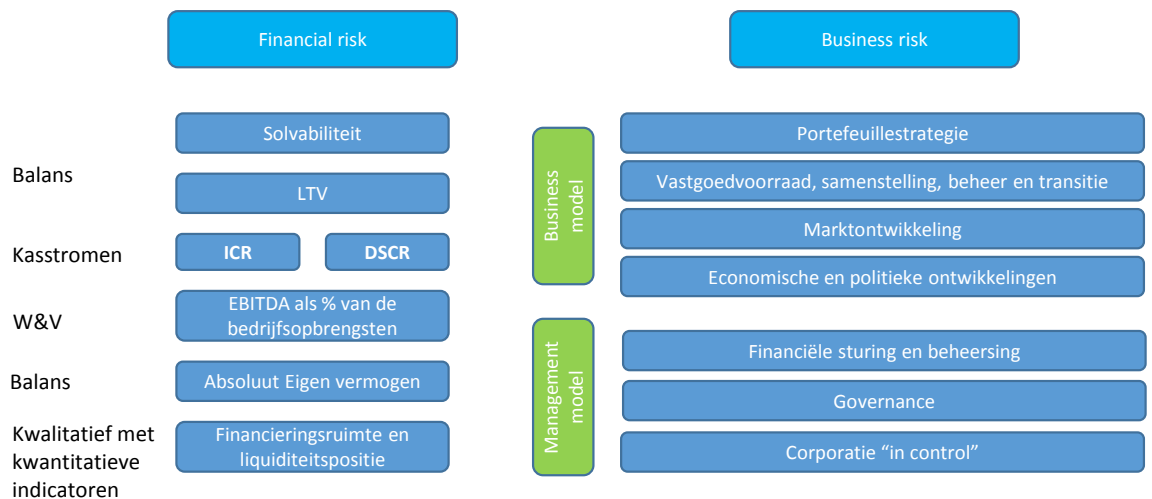 Financial risk
Business risk
Balans
Solvabiliteit
LTV
Kasstromen
ICR
DSCR
W&V
EBITDA als % van de
bedrijfsopbrengsten
Balans
Absoluut Eigen vermogen
Kwalitatief met
kwantitatieve
indicatoren
Financieringsruimte en
liquiditeitspositie
Business
model
Portefeuillestrategie
Vastgoedvoorraad, samenstelling, beheer en transitie
Marktontwikkeling
Economische en politieke ontwikkelingen
Management
model
Financiële sturing en beheersing
Governance
Corporatie “in control”